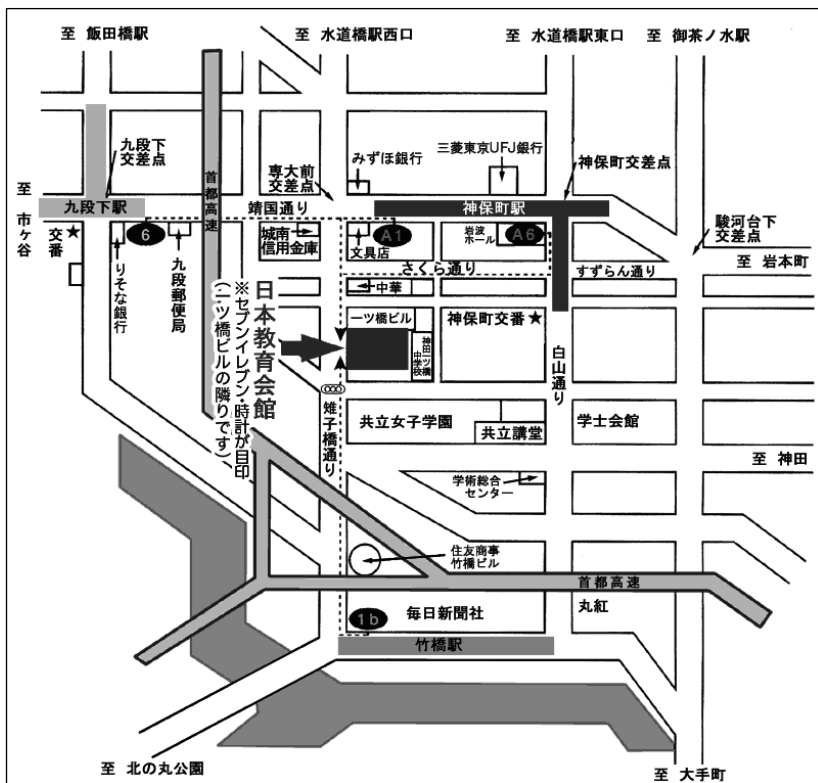 至 飯田橋駅
至 水道橋駅西口
至 水道橋駅東口
至 御茶ノ水駅
九段下
交差点
首都高速
専大前
交差点
みずほ銀行
三菱東京UFJ銀行
神保町交差点
至 市ヶ谷
九段下駅
靖国通り
神保町駅
駿河台下
交差点
交番★
りそな銀行
6
九段郵便局
城南
信用金庫
文具店
A1
岩波
ホール
A6
さくら通り
すずらん通り
至 岩本町
中華
日本教育会館
※セブンイレブン・時計が目印
(一ツ橋ビルの隣りです)
一ツ橋ビル
神田一ツ橋
中学校
神保町交番★
白山通り
雉子橋通り
共立女子学園
共立講堂
学士会館
至 神田
学術総合
センター
住友商事
竹橋ビル
首都高速
丸紅
1b
毎日新聞社
竹橋駅
至 北の丸公園
至 大手町